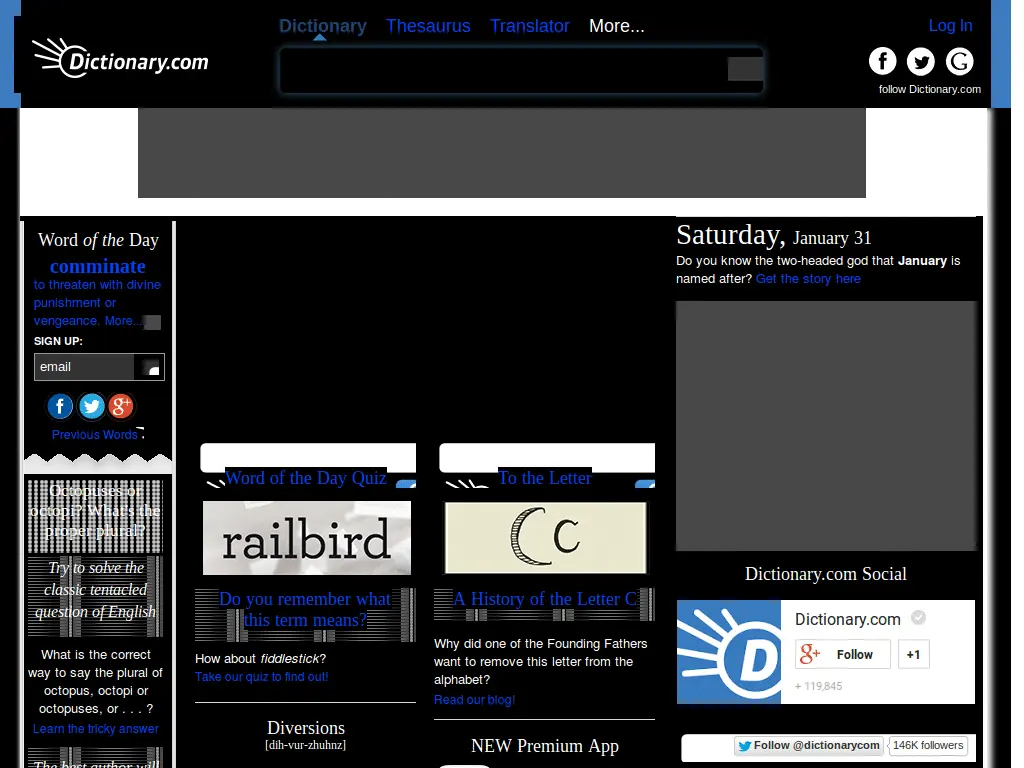 Dictionary Thesaurus Translator More...
Log In
Dictionary.com
follow Dictionary.com
Word of the Day
comminate
to threaten with divine
punishment or
vengeance. More...
SIGN UP:
email
Previous Words
Octopuses or
octopi? What's the
proper plural?
Try to solve the
classic tentacled
question of English
What is the correct
way to say the plural of
octopus, octopi or
octopuses, or . . . ?
Learn the tricky answer
The best author will
Word of the Day Quiz
railbird
Do you remember what
this term means?
How about fiddlestick?
Take our quiz to find out!
Diversions
[dih-vur-zhuhnz]
To the Letter
C c
A History of the Letter C
Why did one of the Founding Fathers
want to remove this letter from the
alphabet?
Read our blog!
NEW Premium App
Saturday, January 31
Do you know the two-headed god that January is
named after? Get the story here
Dictionary.com Social
D
Dictionary.com
g+ Follow +1
+ 119,845
Follow @dictionarycom 146K followers